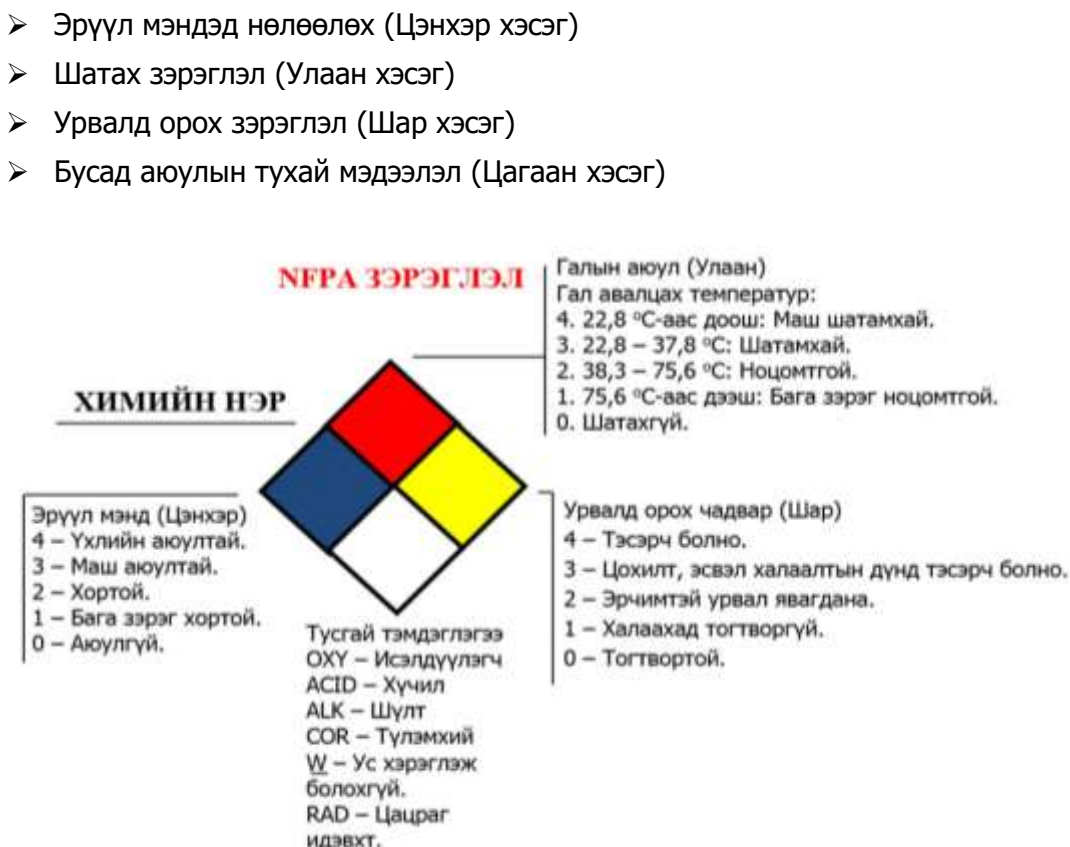 ➢ Эрүүл мэндэд нөлөөлөх (Цэнхэр хэсэг)
➢ Шатах зэрэглэл (Улаан хэсэг)
➢ Урвалд орох зэрэглэл (Шар хэсэг)
➢ Бусад аюулын тухай мэдээлэл (Цагаан хэсэг)
NFPA ЗЭРЭГЛЭЛ
Галын аюул (Улаан)
Гал авалцах температур:
4. 22,8 ºС-аас доош: Маш шатамхай.
3. 22,8 – 37,8 ºС: Шатамхай.
2. 38,3 – 75,6 ºС: Ноцомтгой.
1. 75,6 ºС-аас дээш: Бага зэрэг ноцомтгой.
0. Шатахгүй.
ХИМИЙН НЭР
Эрүүл мэнд (Цэнхэр)
4 – Үхлийн аюултай.
3 – Маш аюултай.
2 – Хортой.
1 – Бага зэрэг хортой.
0 – Аюулгүй.
Урвалд орох чадвар (Шар)
4 – Тэсэрч болно.
3 – Цохилт, эсвэл халаалтын дүнд тэсэрч болно.
2 – Эрчимтэй урвал явагдана.
1 – Халаахад тогтворгүй.
0 – Тогтвортой.
Тусгай тэмдэглэгээ
OXY – Исэлдүүлэгч
ACID – Хүчил
ALK – Шүлт
COR – Түлэмхий
W – Ус хэрэглэж
болохгүй.
RAD – Цацраг
идэвхт.